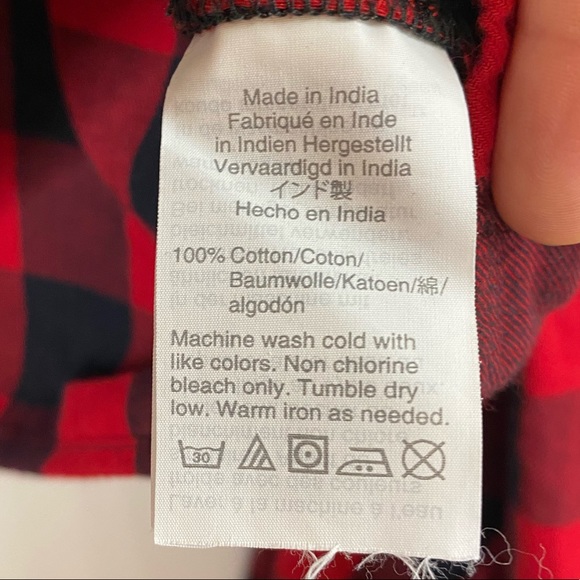 Made in India
Fabriqué en Inde
in Indien Hergestellt
Vervaardigd in India
インド製
Hecho en India
100% Cotton/Coton/
Baumwolle/Katoen/綿/
algodón
Machine wash cold with
like colors. Non chlorine
bleach only. Tumble dry
low. Warm iron as needed.
30